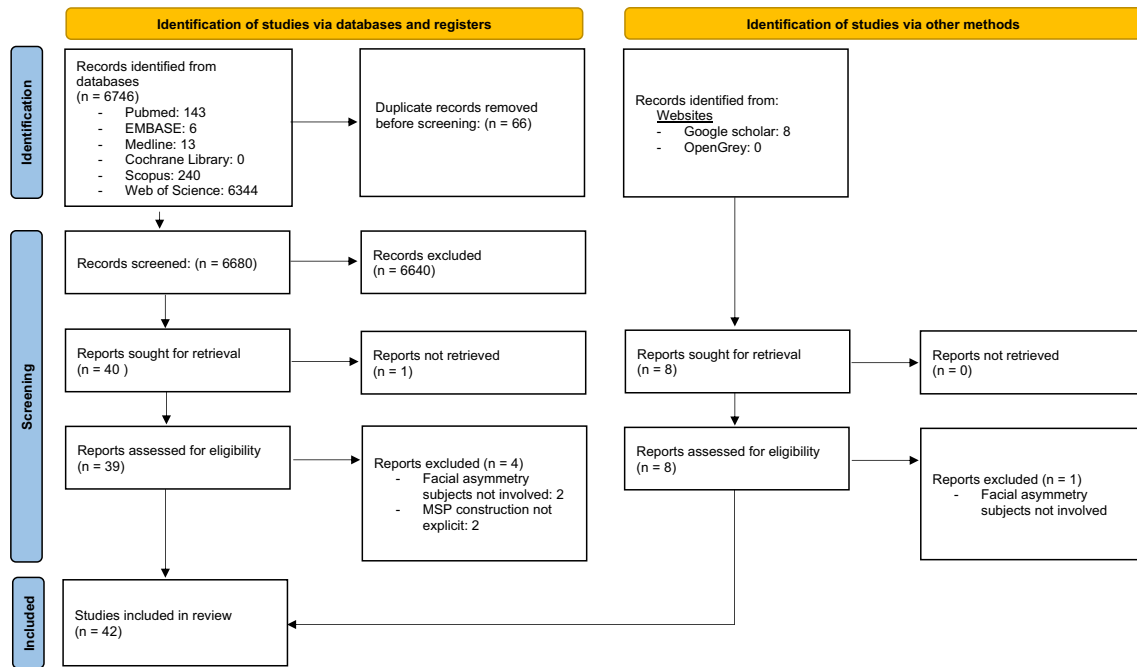 Identification of studies via databases and registers
Identification of studies via other methods
Identification
Records identified from
databases
(n = 6746)
- Pubmed: 143
- EMBASE: 6
- Medline: 13
- Cochrane Library: 0
- Scopus: 240
- Web of Science: 6344
Duplicate records removed
before screening: (n = 66)
Records identified from:
Websites
- Google scholar: 8
- OpenGrey: 0
Screening
Records screened: (n = 6680)
Records excluded
(n = 6640)
Reports sought for retrieval
(n = 40 )
Reports not retrieved
(n = 1)
Reports sought for retrieval
(n = 8)
Reports not retrieved
(n = 0)
Reports assessed for eligibility
(n = 39)
Reports excluded (n = 4)
- Facial asymmetry
subjects not involved: 2
- MSP construction not
explicit: 2
Reports assessed for eligibility
(n = 8)
Reports excluded (n = 1)
- Facial asymmetry
subjects not involved
Included
Studies included in review
(n = 42)